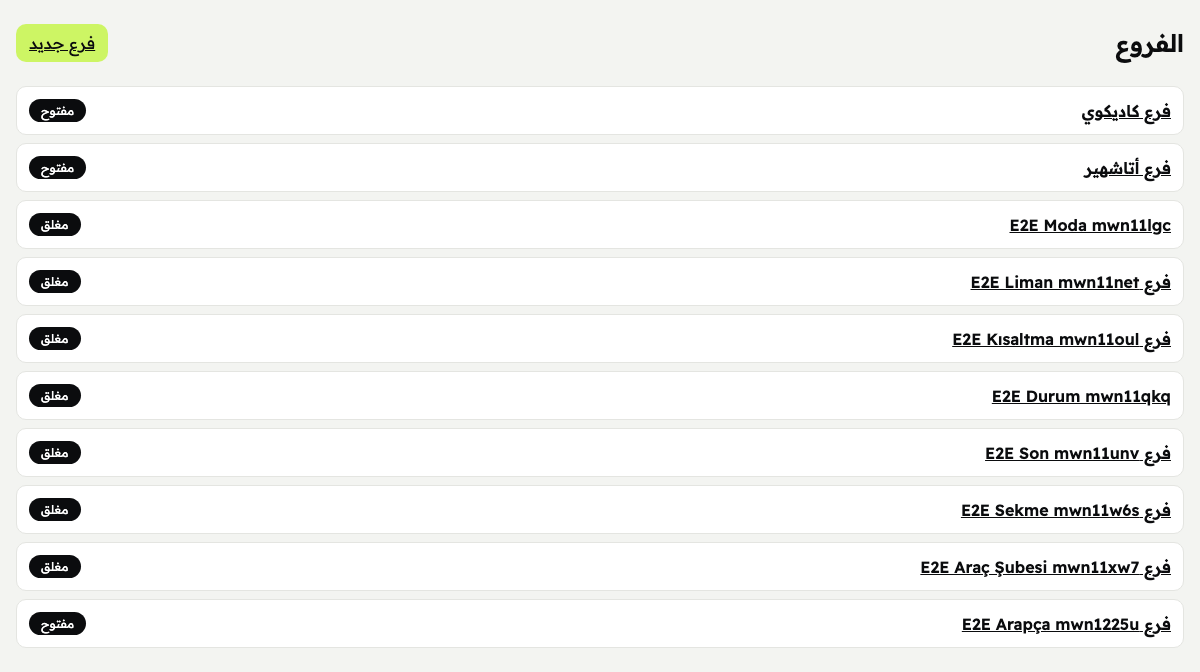 الفروع
فرع جديد
فرع كاديكوي
مفتوح
فرع أتاشهير
مفتوح
E2E Moda mwn11lgc
مغلق
فرع E2E Liman mwn11net
مغلق
فرع E2E Kısaltma mwn11oul
مغلق
E2E Durum mwn11qkq
مغلق
فرع E2E Son mwn11unv
مغلق
فرع E2E Sekme mwn11w6s
مغلق
فرع E2E Araç Şubesi mwn11xw7
مغلق
فرع E2E Arapça mwn1225u
مفتوح